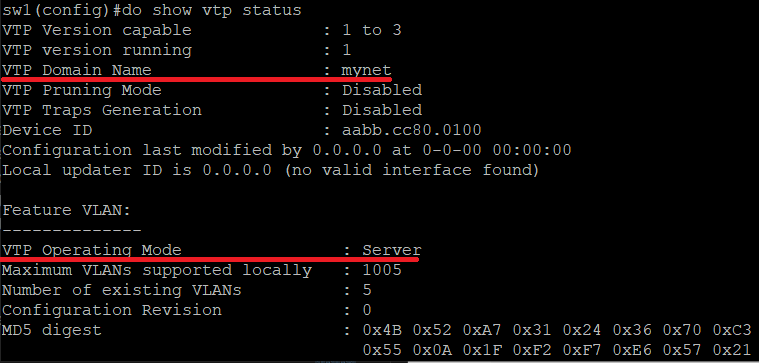 sw1(config)#do show vtp status
VTP Version capable             : 1 to 3
VTP version running             : 1
VTP Domain Name                 : mynet
VTP Pruning Mode                : Disabled
VTP Traps Generation            : Disabled
Device ID                       : aabb.cc80.0100
Configuration last modified by 0.0.0.0 at 0-0-00 00:00:00
Local updater ID is 0.0.0.0 (no valid interface found)
Feature VLAN:
--------------
VTP Operating Mode                : Server
Maximum VLANs supported locally   : 1005
Number of existing VLANs          : 5
Configuration Revision            : 0
MD5 digest                        : 0x4B 0x52 0xA7 0x31 0x24 0x36 0x70 0xC3
                                    0x55 0x0A 0x1F 0xF2 0xF7 0xE6 0x57 0x21